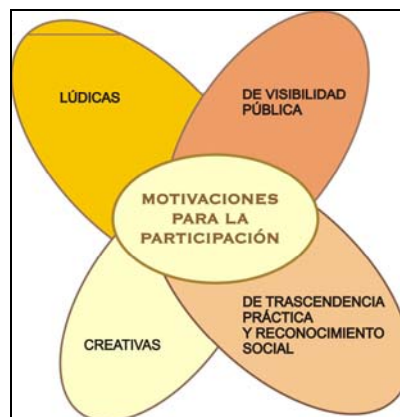 LÚDICAS
DE VISIBILIDAD
PÚBLICA
MOTIVACIONES
PARA LA
PARTICIPACIÓN
CREATIVAS
DE TRASCENDENCIA
PRÁCTICA
Y RECONOCIMIENTO
SOCIAL